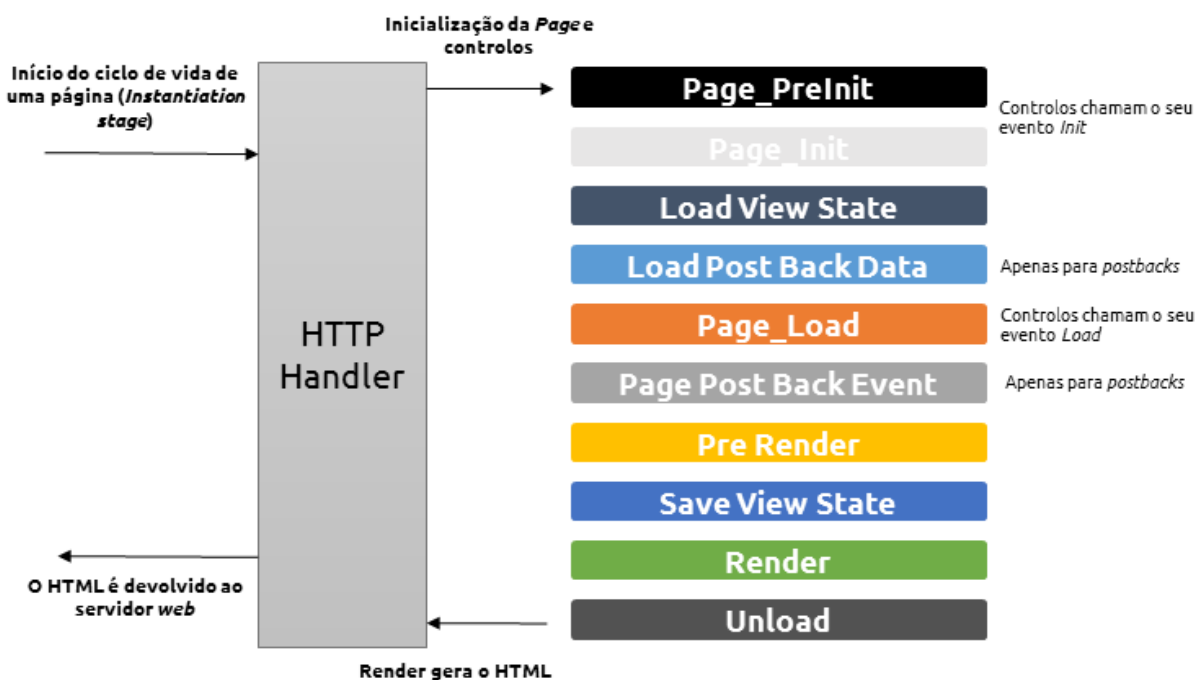 Inicialização da Page e
controlos
Início do ciclo de vida de
uma página (Instantiation
stage)
HTTP
Handler
Page_PreInit
Controlos chamam o seu
evento Init
Page_Init
Load View State
Load Post Back Data
Apenas para postbacks
Page_Load
Controlos chamam o seu
evento Load
Page Post Back Event
Apenas para postbacks
Pre Render
Save View State
Render
Unload
O HTML é devolvido ao
servidor web
Render gera o HTML